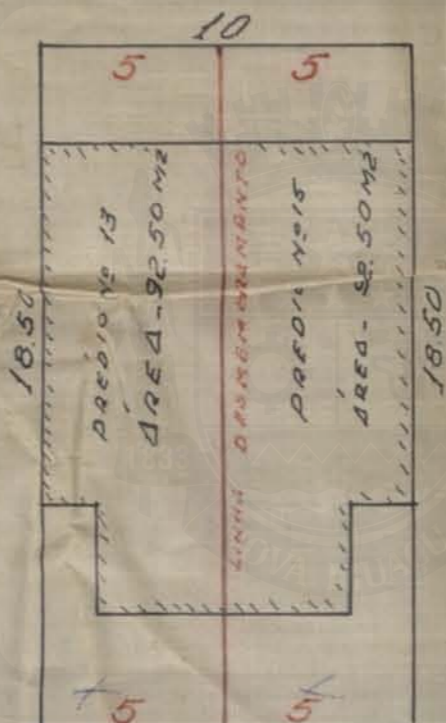 10
5 5
18.50
PREDIO Nº 13
ÁREA - 92.50 M2
LINHA DESMEMBRAMENTO
PREDIO Nº 15
ÁREA - 92.50 M2
18.50
5 5